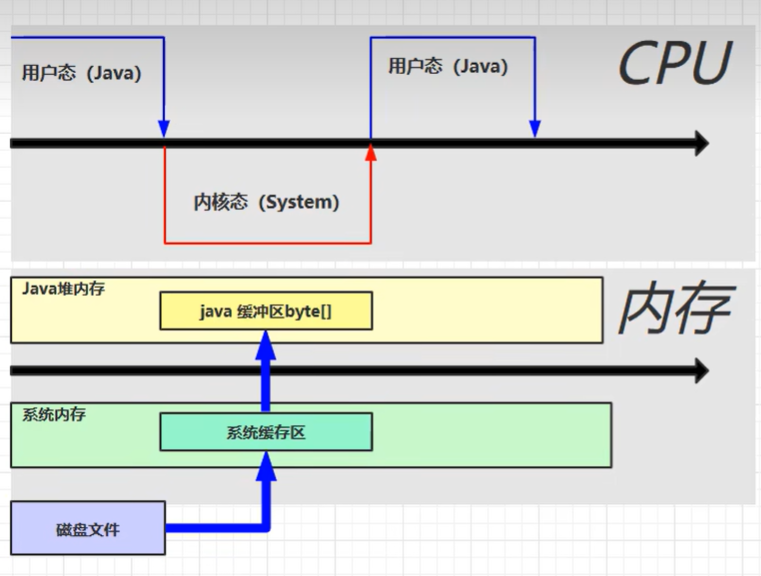 CPU
用户态（Java）
用户态（Java）
内核态（System）
Java堆内存
java 缓冲区byte[]
内存
系统内存
系统缓存区
磁盘文件